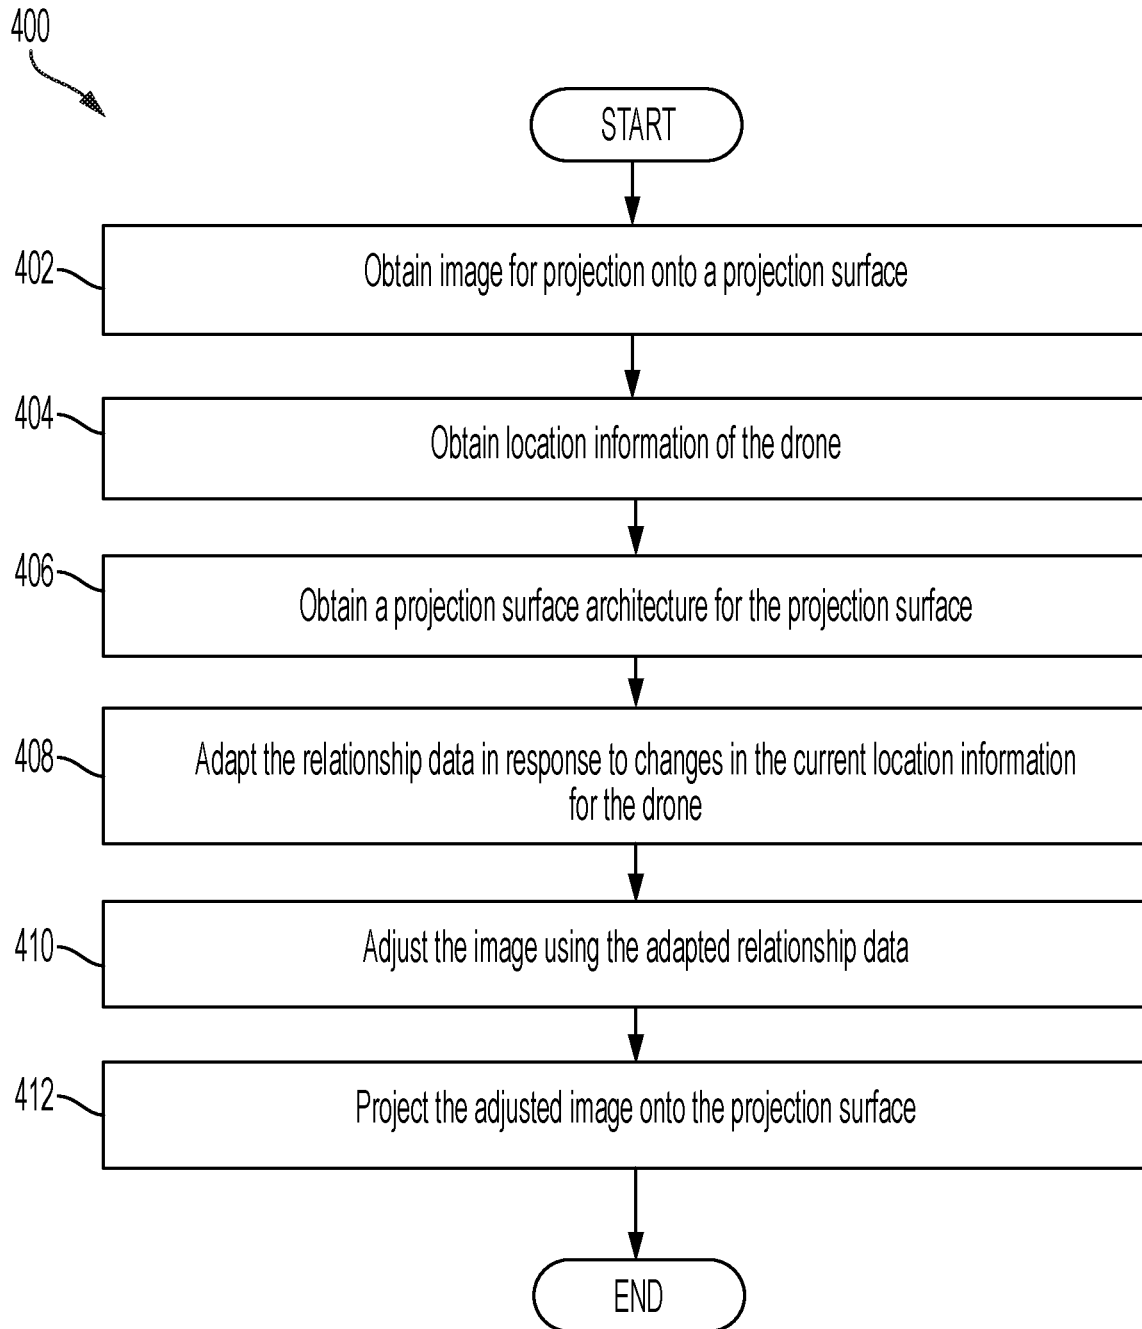 400
START
402
Obtain image for projection onto a projection surface
404
Obtain location information of the drone
406
Obtain a projection surface architecture for the projection surface
408
Adapt the relationship data in response to changes in the current location information
for the drone
410
Adjust the image using the adapted relationship data
412
Project the adjusted image onto the projection surface
END